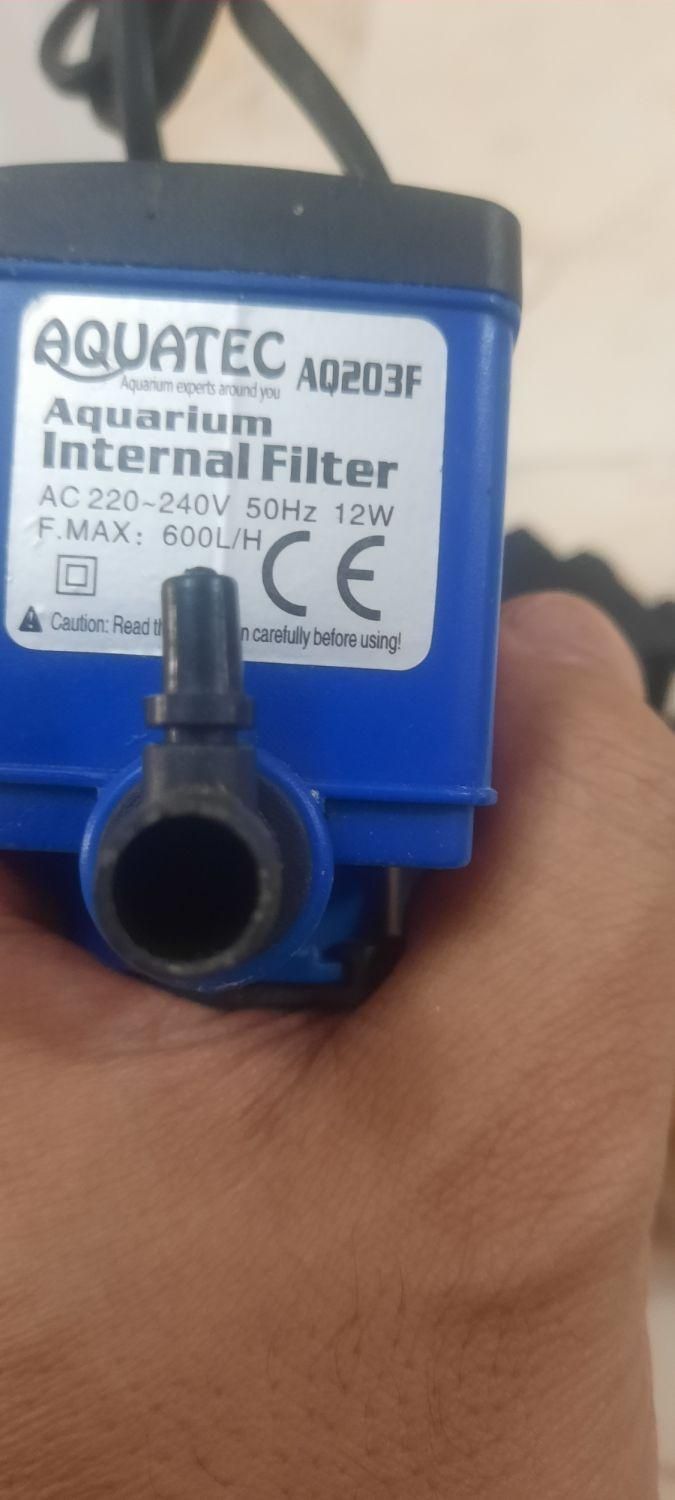 AQUATEC AQ203F
Aquarium experts around you
Aquarium
Internal Filter
AC 220~240V 50Hz 12W
F.MAX: 600L/H
CE
Caution: Read carefully before using!